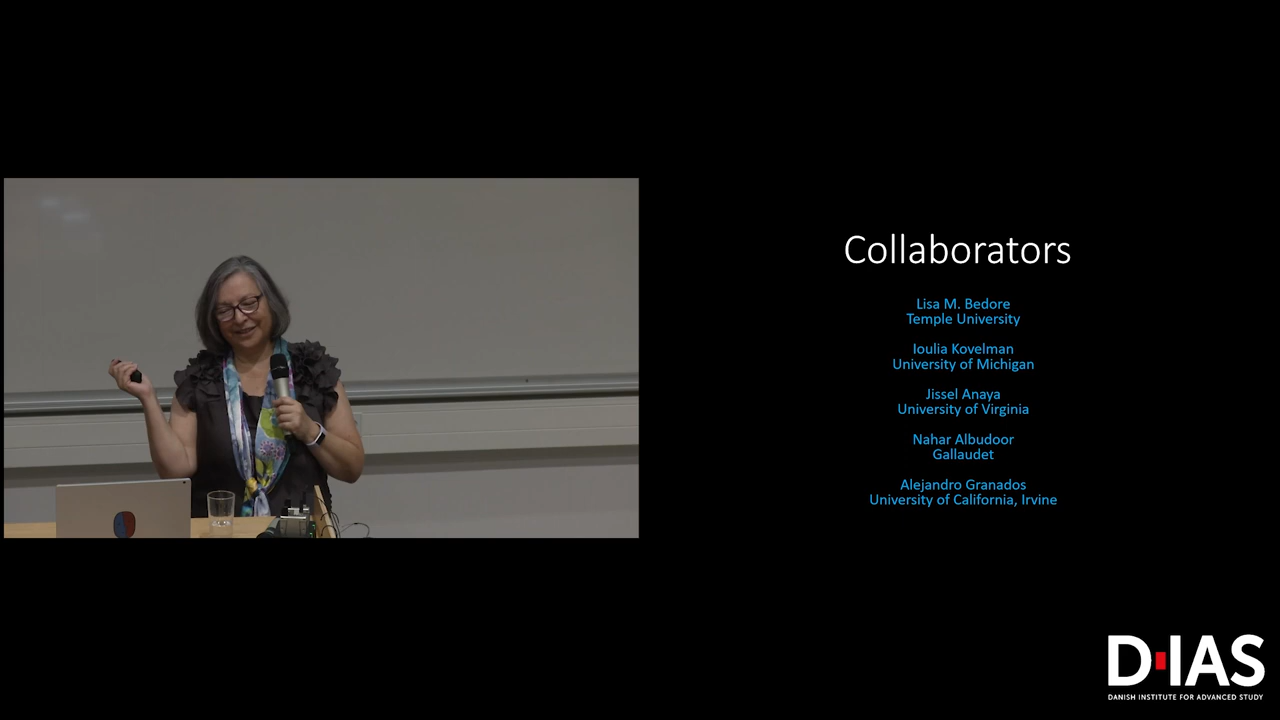 Collaborators
Lisa M. Bedore
Temple University
Ioulia Kovelman
University of Michigan
Jissel Anaya
University of Virginia
Nahar Albudoor
Gallaudet
Alejandro Granados
University of California, Irvine
D·IAS
DANISH INSTITUTE FOR ADVANCED STUDY